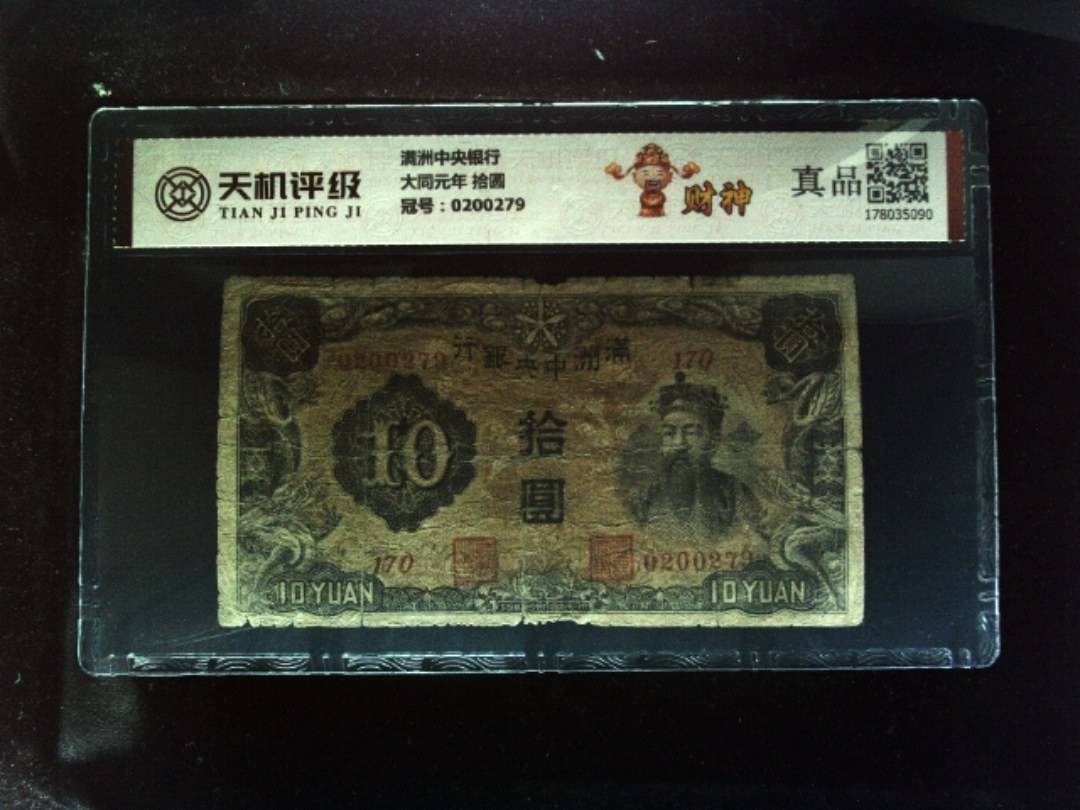 天机评级
TIAN JI PING JI
满洲中央银行
大同元年 拾圓
冠号：0200279
财神
真品
178035090
0200279
行銀央中洲滿
170
10
拾
圓
170
0200279
10 YUAN
10 YUAN